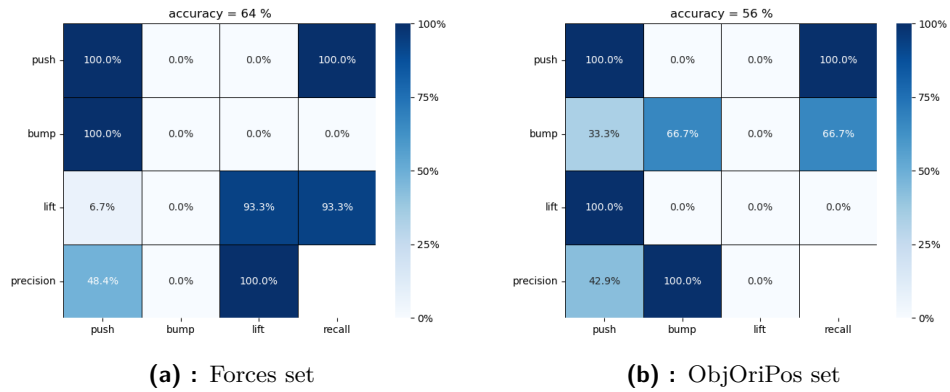 accuracy = 64 %
push 100.0% 0.0% 0.0% 100.0%
bump 100.0% 0.0% 0.0% 0.0%
lift 6.7% 0.0% 93.3% 93.3%
precision 48.4% 0.0% 100.0%
push bump lift recall
100%
75%
50%
25%
0%
(a) : Forces set
accuracy = 56 %
push 100.0% 0.0% 0.0% 100.0%
bump 33.3% 66.7% 0.0% 66.7%
lift 100.0% 0.0% 0.0% 0.0%
precision 42.9% 100.0% 0.0%
push bump lift recall
100%
75%
50%
25%
0%
(b) : ObjOriPos set